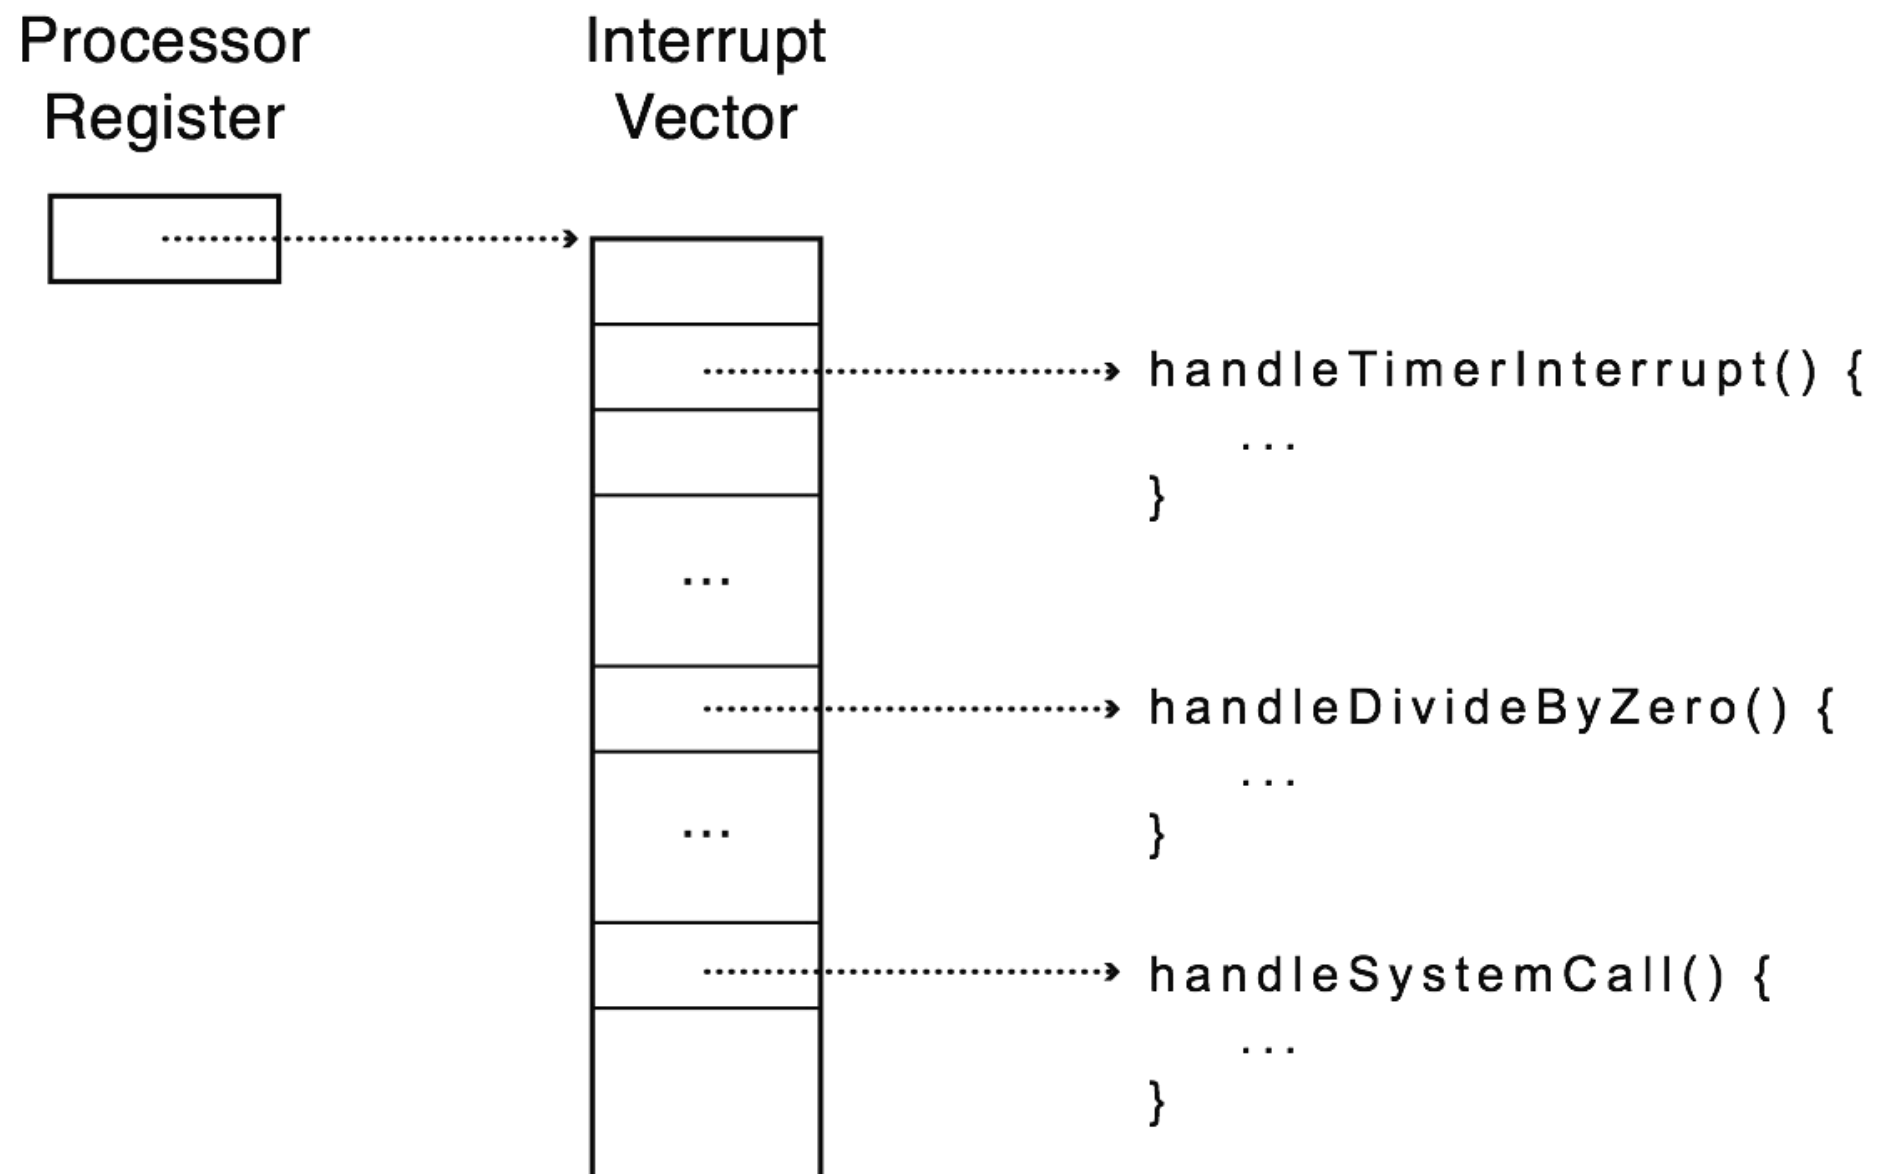 Processor
Register
Interrupt
Vector
handleTimerInterrupt() {
...
}
...
handleDivideByZero() {
...
}
...
handleSystemCall() {
...
}